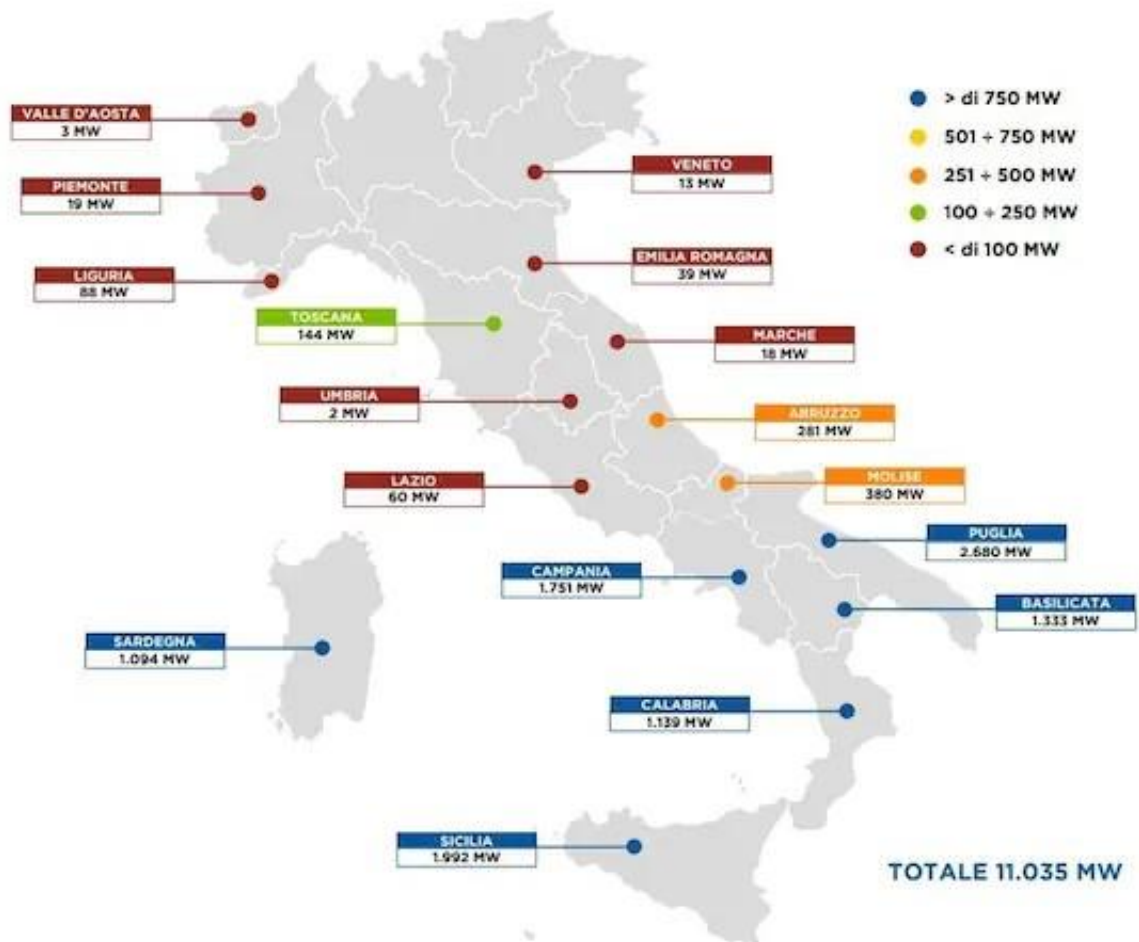 VALLE D'AOSTA
3 MW
PIEMONTE
19 MW
LIGURIA
88 MW
TOSCANA
144 MW
UMBRIA
2 MW
LAZIO
60 MW
CAMPANIA
1.751 MW
SARDEGNA
1.094 MW
CALABRIA
1.139 MW
SICILIA
1.992 MW
VENETO
13 MW
EMILIA ROMAGNA
39 MW
MARCHE
18 MW
ABRUZZO
281 MW
MOLISE
380 MW
PUGLIA
2.680 MW
BASILICATA
1.333 MW
> di 750 MW
501 ÷ 750 MW
251 ÷ 500 MW
100 ÷ 250 MW
< di 100 MW
TOTALE 11.035 MW